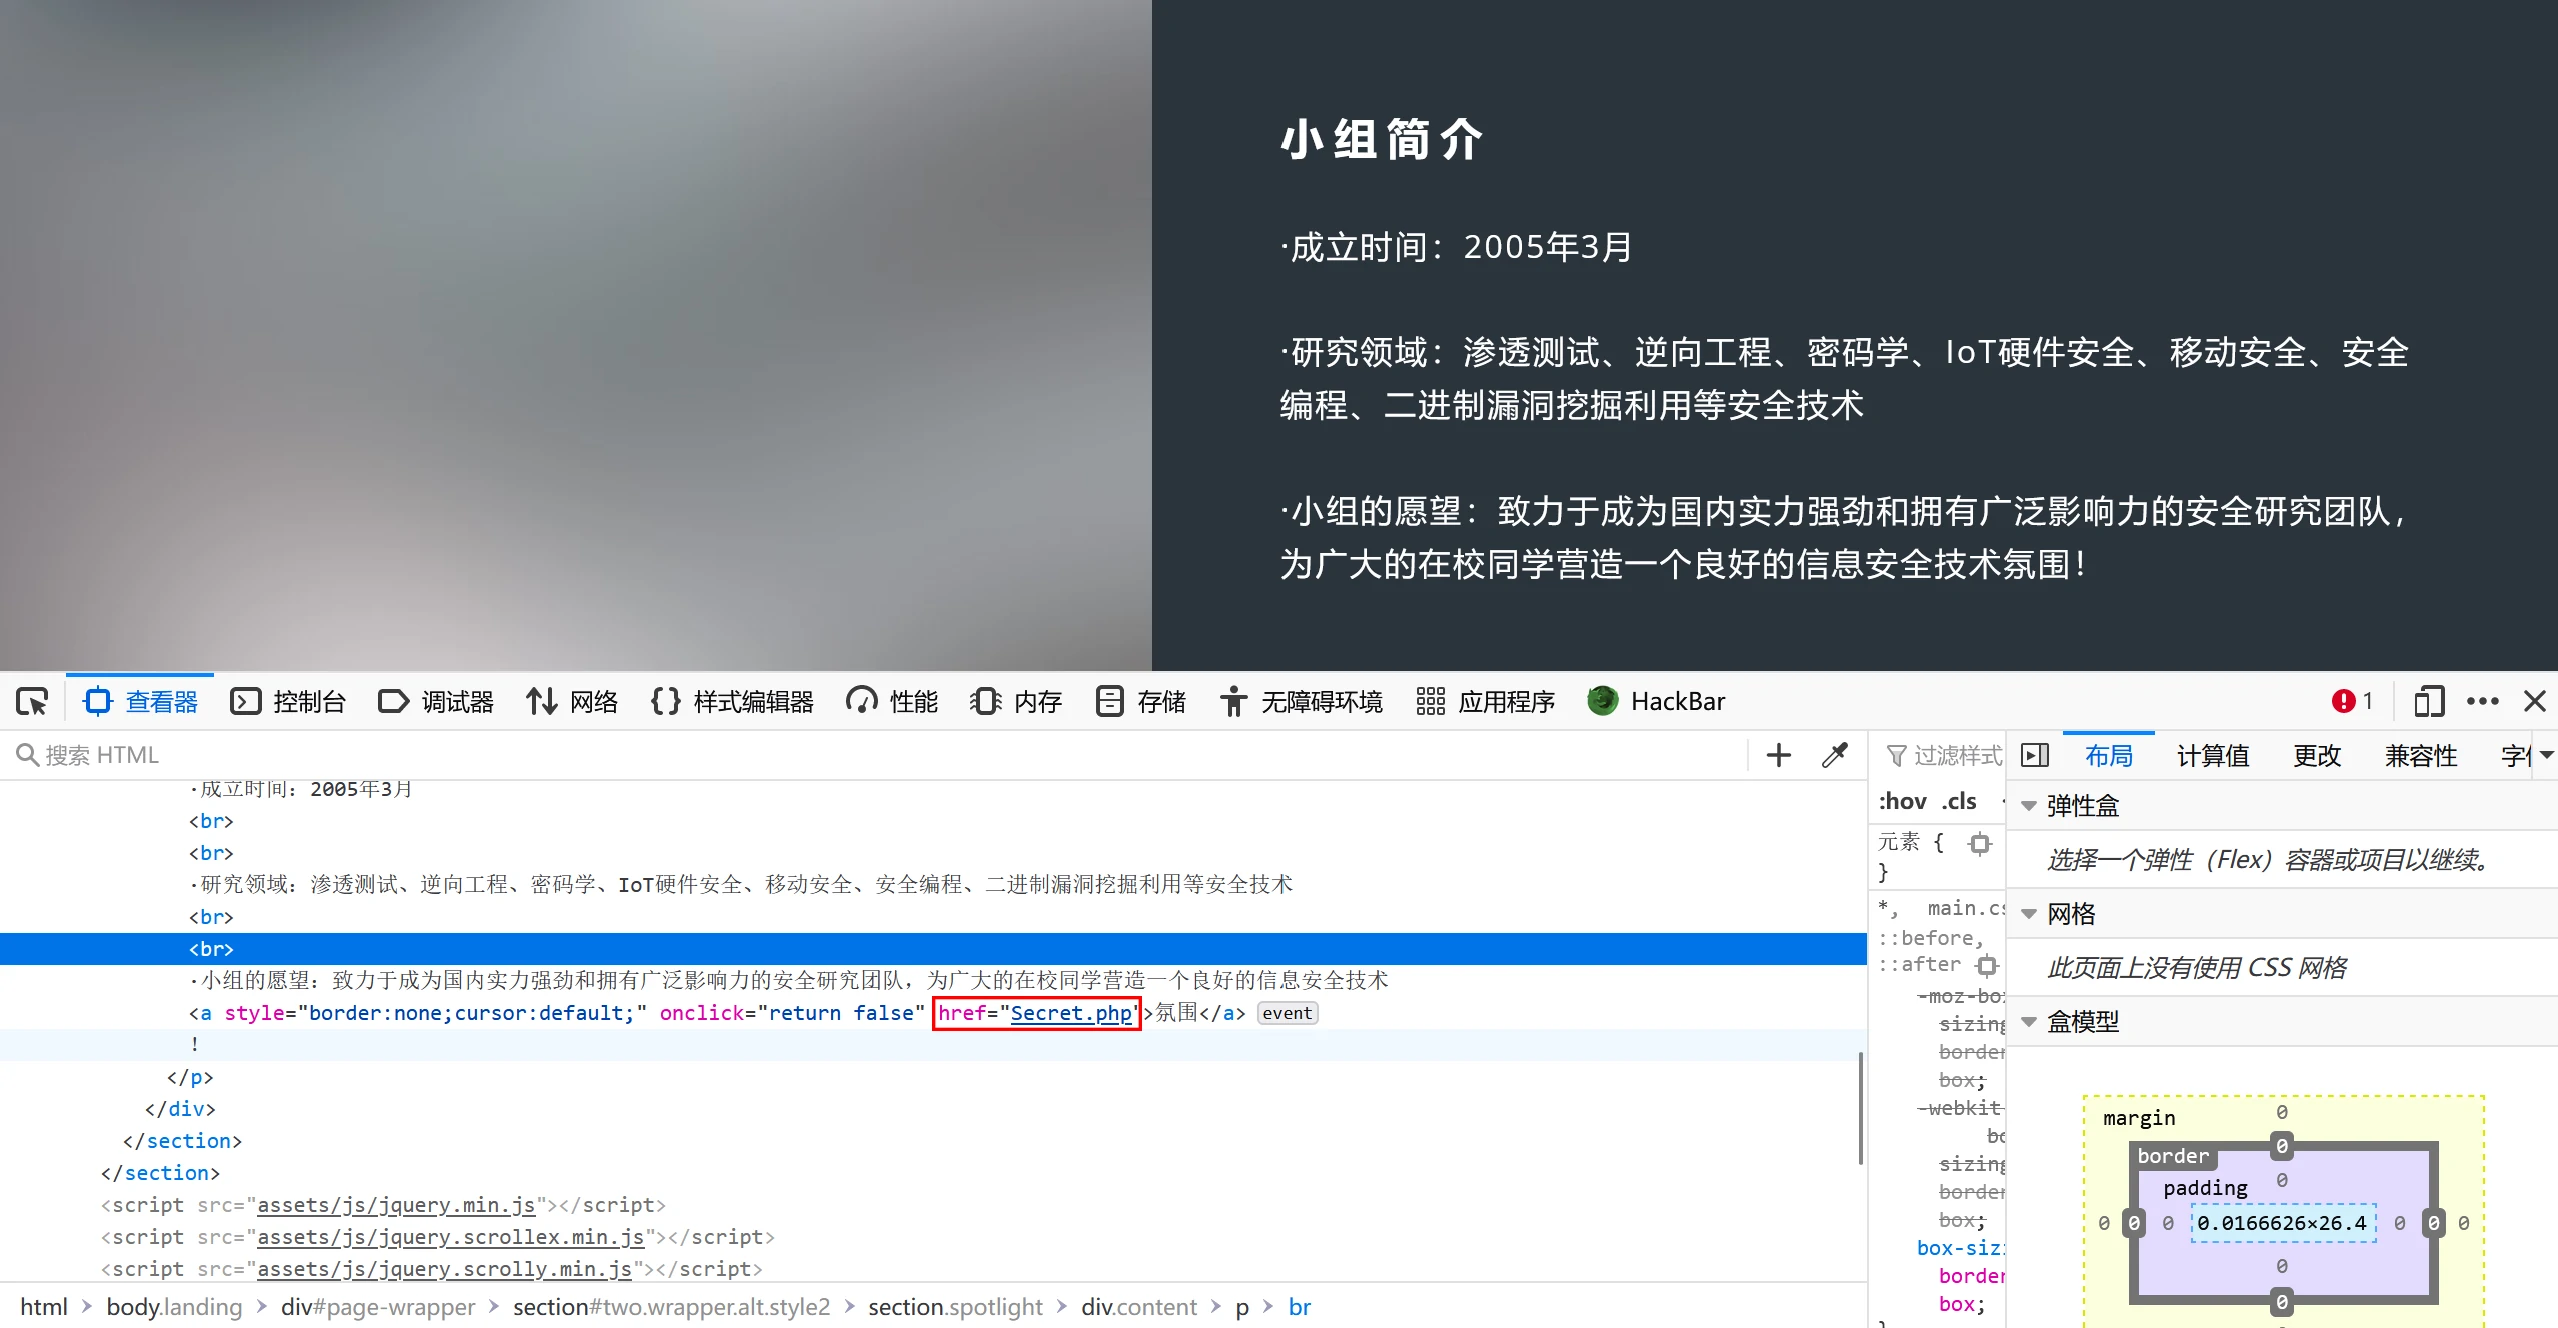 小组简介
·成立时间：2005年3月
·研究领域：渗透测试、逆向工程、密码学、IoT硬件安全、移动安全、安全
编程、二进制漏洞挖掘利用等安全技术
·小组的愿望：致力于成为国内实力强劲和拥有广泛影响力的安全研究团队，
为广大的在校同学营造一个良好的信息安全技术氛围！
查看器 控制台 调试器 网络 样式编辑器 性能 内存 存储 无障碍环境 应用程序 HackBar 1
搜索 HTML
·成立时间：2005年3月
<br>
<br>
·研究领域：渗透测试、逆向工程、密码学、IoT硬件安全、移动安全、安全编程、二进制漏洞挖掘利用等安全技术
<br>
<br>
·小组的愿望：致力于成为国内实力强劲和拥有广泛影响力的安全研究团队，为广大的在校同学营造一个良好的信息安全技术
<a style="border:none;cursor:default;" onclick="return false" href="Secret.php">氛围</a> event
！
</p>
</div>
</section>
</section>
<script src="assets/js/jquery.min.js"></script>
<script src="assets/js/jquery.scrollex.min.js"></script>
<script src="assets/js/jquery.scrolly.min.js"></script>
html > body.landing > div#page-wrapper > section#two.wrapper.alt.style2 > section.spotlight > div.content > p > br
过滤样式
:hov .cls
元素 {
}
*, main.cs
::before,
::after
-moz-box
sizing
border
box;
-webkit
bo
sizing
border
box;
box-siz
border
box;
}
布局 计算值 更改 兼容性 字体
弹性盒
选择一个弹性（Flex）容器或项目以继续。
网格
此页面上没有使用 CSS 网格
盒模型
margin 0
border 0
padding 0
0 0 0 0.0166626×26.4 0 0 0
0
0